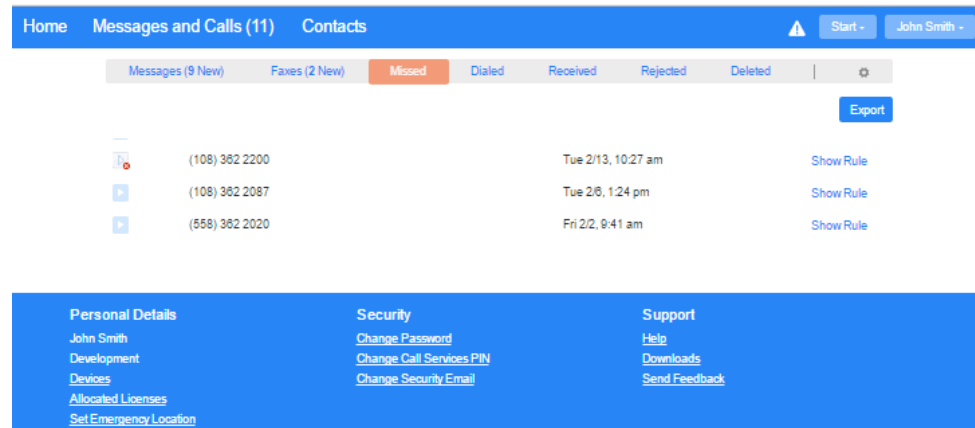 Home Messages and Calls (11) Contacts Start John Smith
Messages (9 New) Faxes (2 New) Missed Dialed Received Rejected Deleted
Export
(108) 362 2200 Tue 2/13, 10:27 am Show Rule
(108) 362 2087 Tue 2/6, 1:24 pm Show Rule
(558) 362 2020 Fri 2/2, 9:41 am Show Rule
Personal Details Security Support
John Smith Change Password Help
Development Change Call Services PIN Downloads
Devices Change Security Email Send Feedback
Allocated Licenses
Set Emergency Location